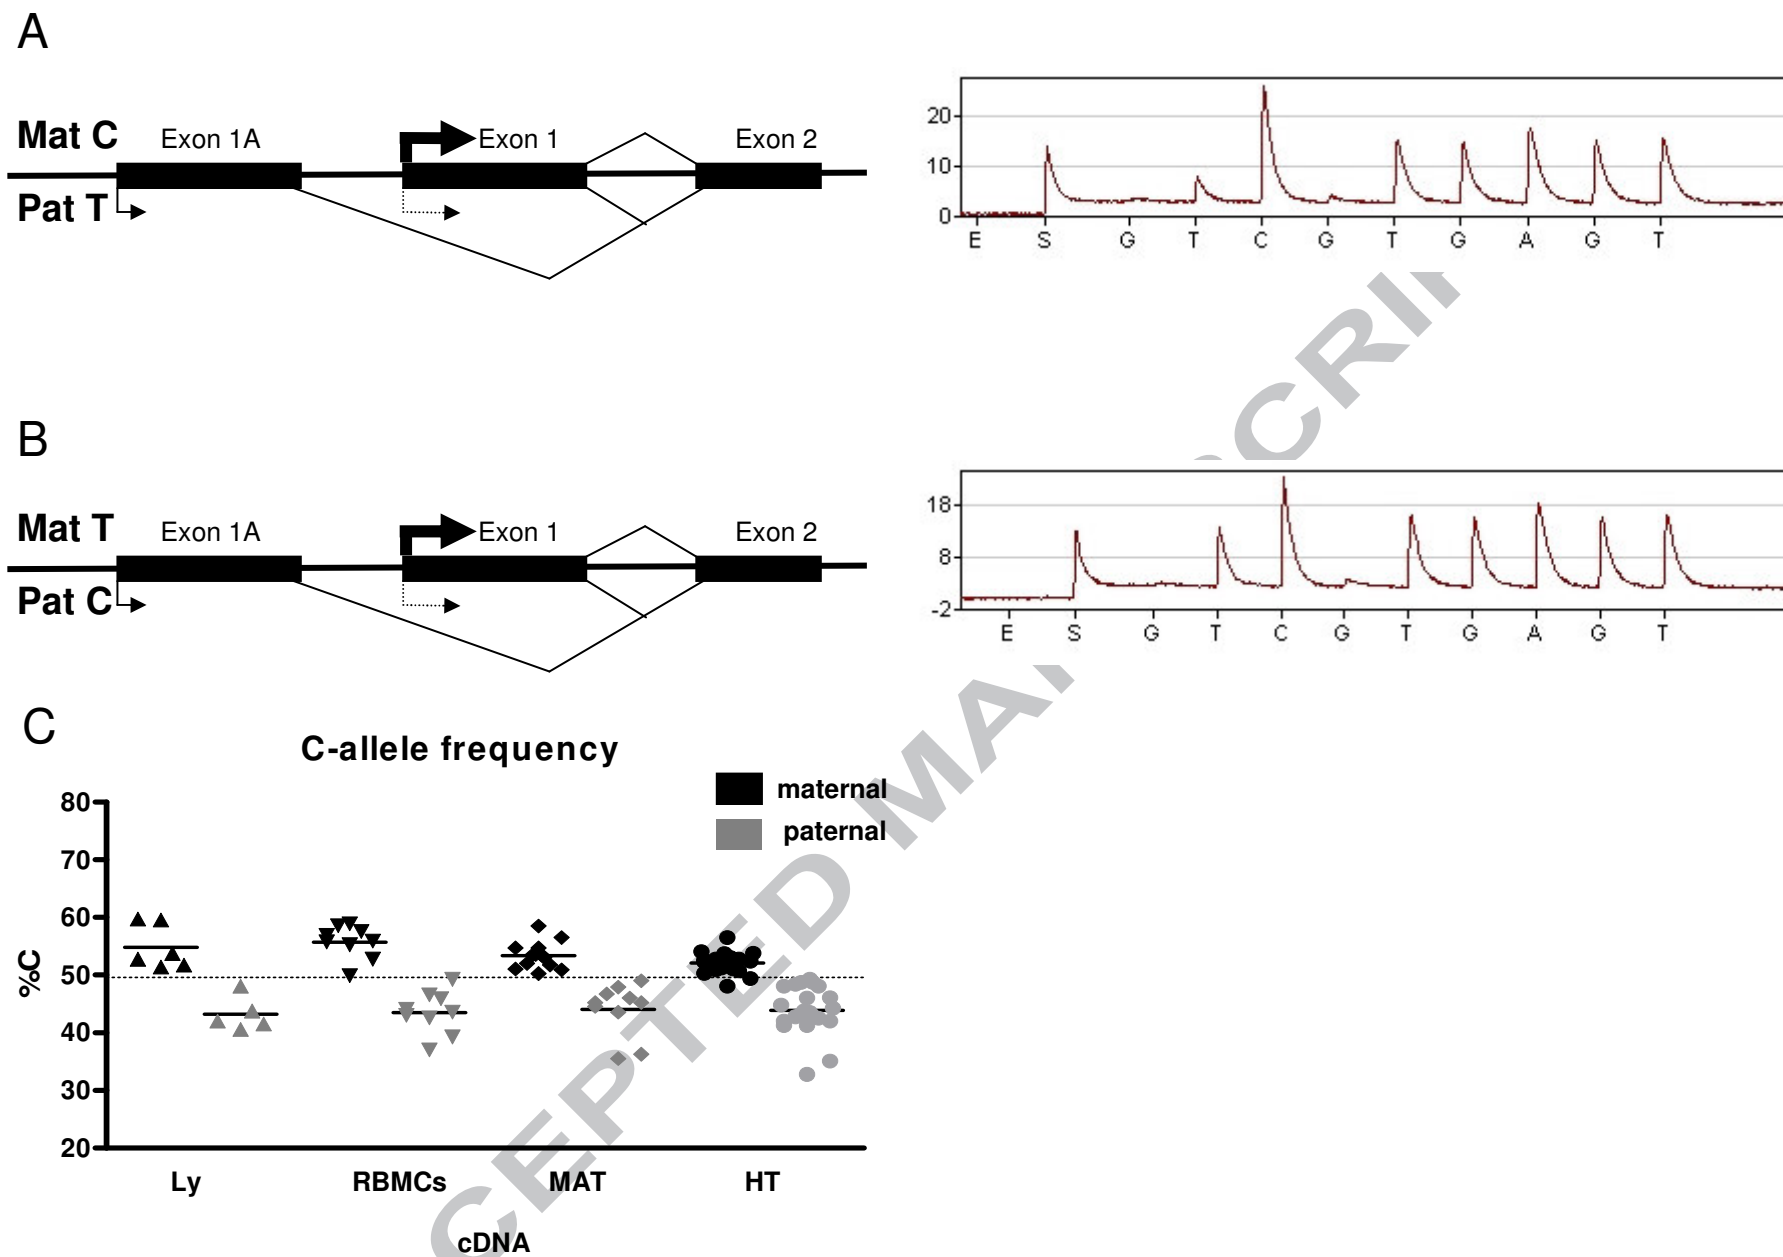 A
Mat C
Exon 1A
Exon 1
Exon 2
Pat T
20
10
0
E S G T C G T G A G T
B
Mat T
Exon 1A
Exon 1
Exon 2
Pat C
18
8
-2
E S G T C G T G A G T
C
C-allele frequency
maternal
paternal
80
70
60
50
40
30
20
%C
Ly RBMCs MAT HT
cDNA